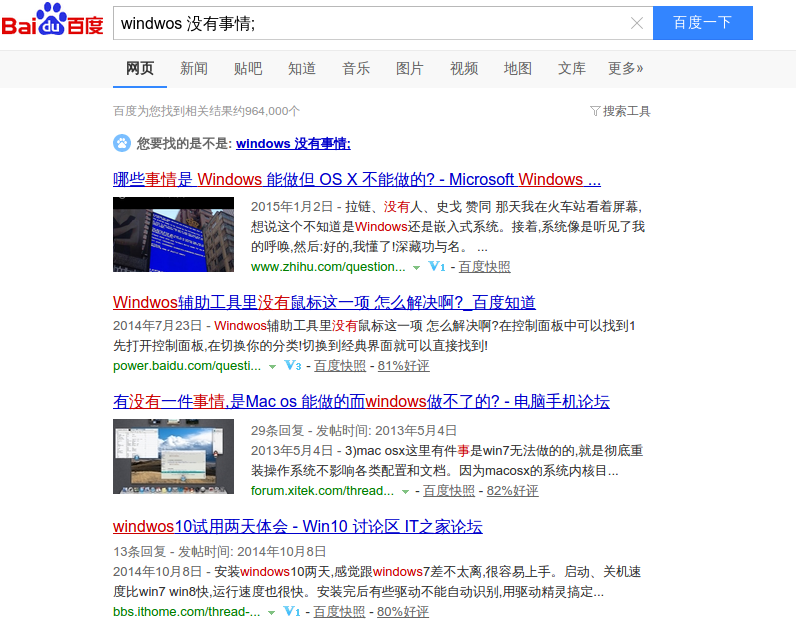 Bai du 百度
windwos 没有事情;
百度一下
网页 新闻 贴吧 知道 音乐 图片 视频 地图 文库 更多»
百度为您找到相关结果约964,000个
搜索工具
您要找的是不是: windows 没有事情;
哪些事情是 Windows 能做但 OS X 不能做的? - Microsoft Windows ...
2015年1月2日 - 拉链、没有人、史戈 赞同 那天我在火车站看着屏幕,
想说这个不知道是Windows还是嵌入式系统。接着,系统像是听见了我
的呼唤,然后:好的,我懂了!深藏功与名。 ...
www.zhihu.com/question... V1 - 百度快照
Windwos辅助工具里没有鼠标这一项 怎么解决啊?_百度知道
2014年7月23日 - Windwos辅助工具里没有鼠标这一项 怎么解决啊?在控制面板中可以找到1
先打开控制面板,在切换你的分类!切换到经典界面就可以直接找到!
power.baidu.com/questi... V3 - 百度快照 - 81%好评
有没有一件事情,是Mac os 能做的而windows做不了的? - 电脑手机论坛
29条回复 - 发帖时间: 2013年5月4日
2013年5月4日 - 3)mac osx这里有件事是win7无法做的的,就是彻底重
装操作系统不影响各类配置和文档。因为macosx的系统内核目...
forum.xitek.com/thread... - 百度快照 - 82%好评
windwos10试用两天体会 - Win10 讨论区 IT之家论坛
13条回复 - 发帖时间: 2014年10月8日
2014年10月8日 - 安装windows10两天,感觉跟windows7差不太离,很容易上手。启动、关机速
度比win7 win8快,运行速度也很快。安装完后有些驱动不能自动识别,用驱动精灵搞定...
bbs.ithome.com/thread-... V1 - 百度快照 - 80%好评